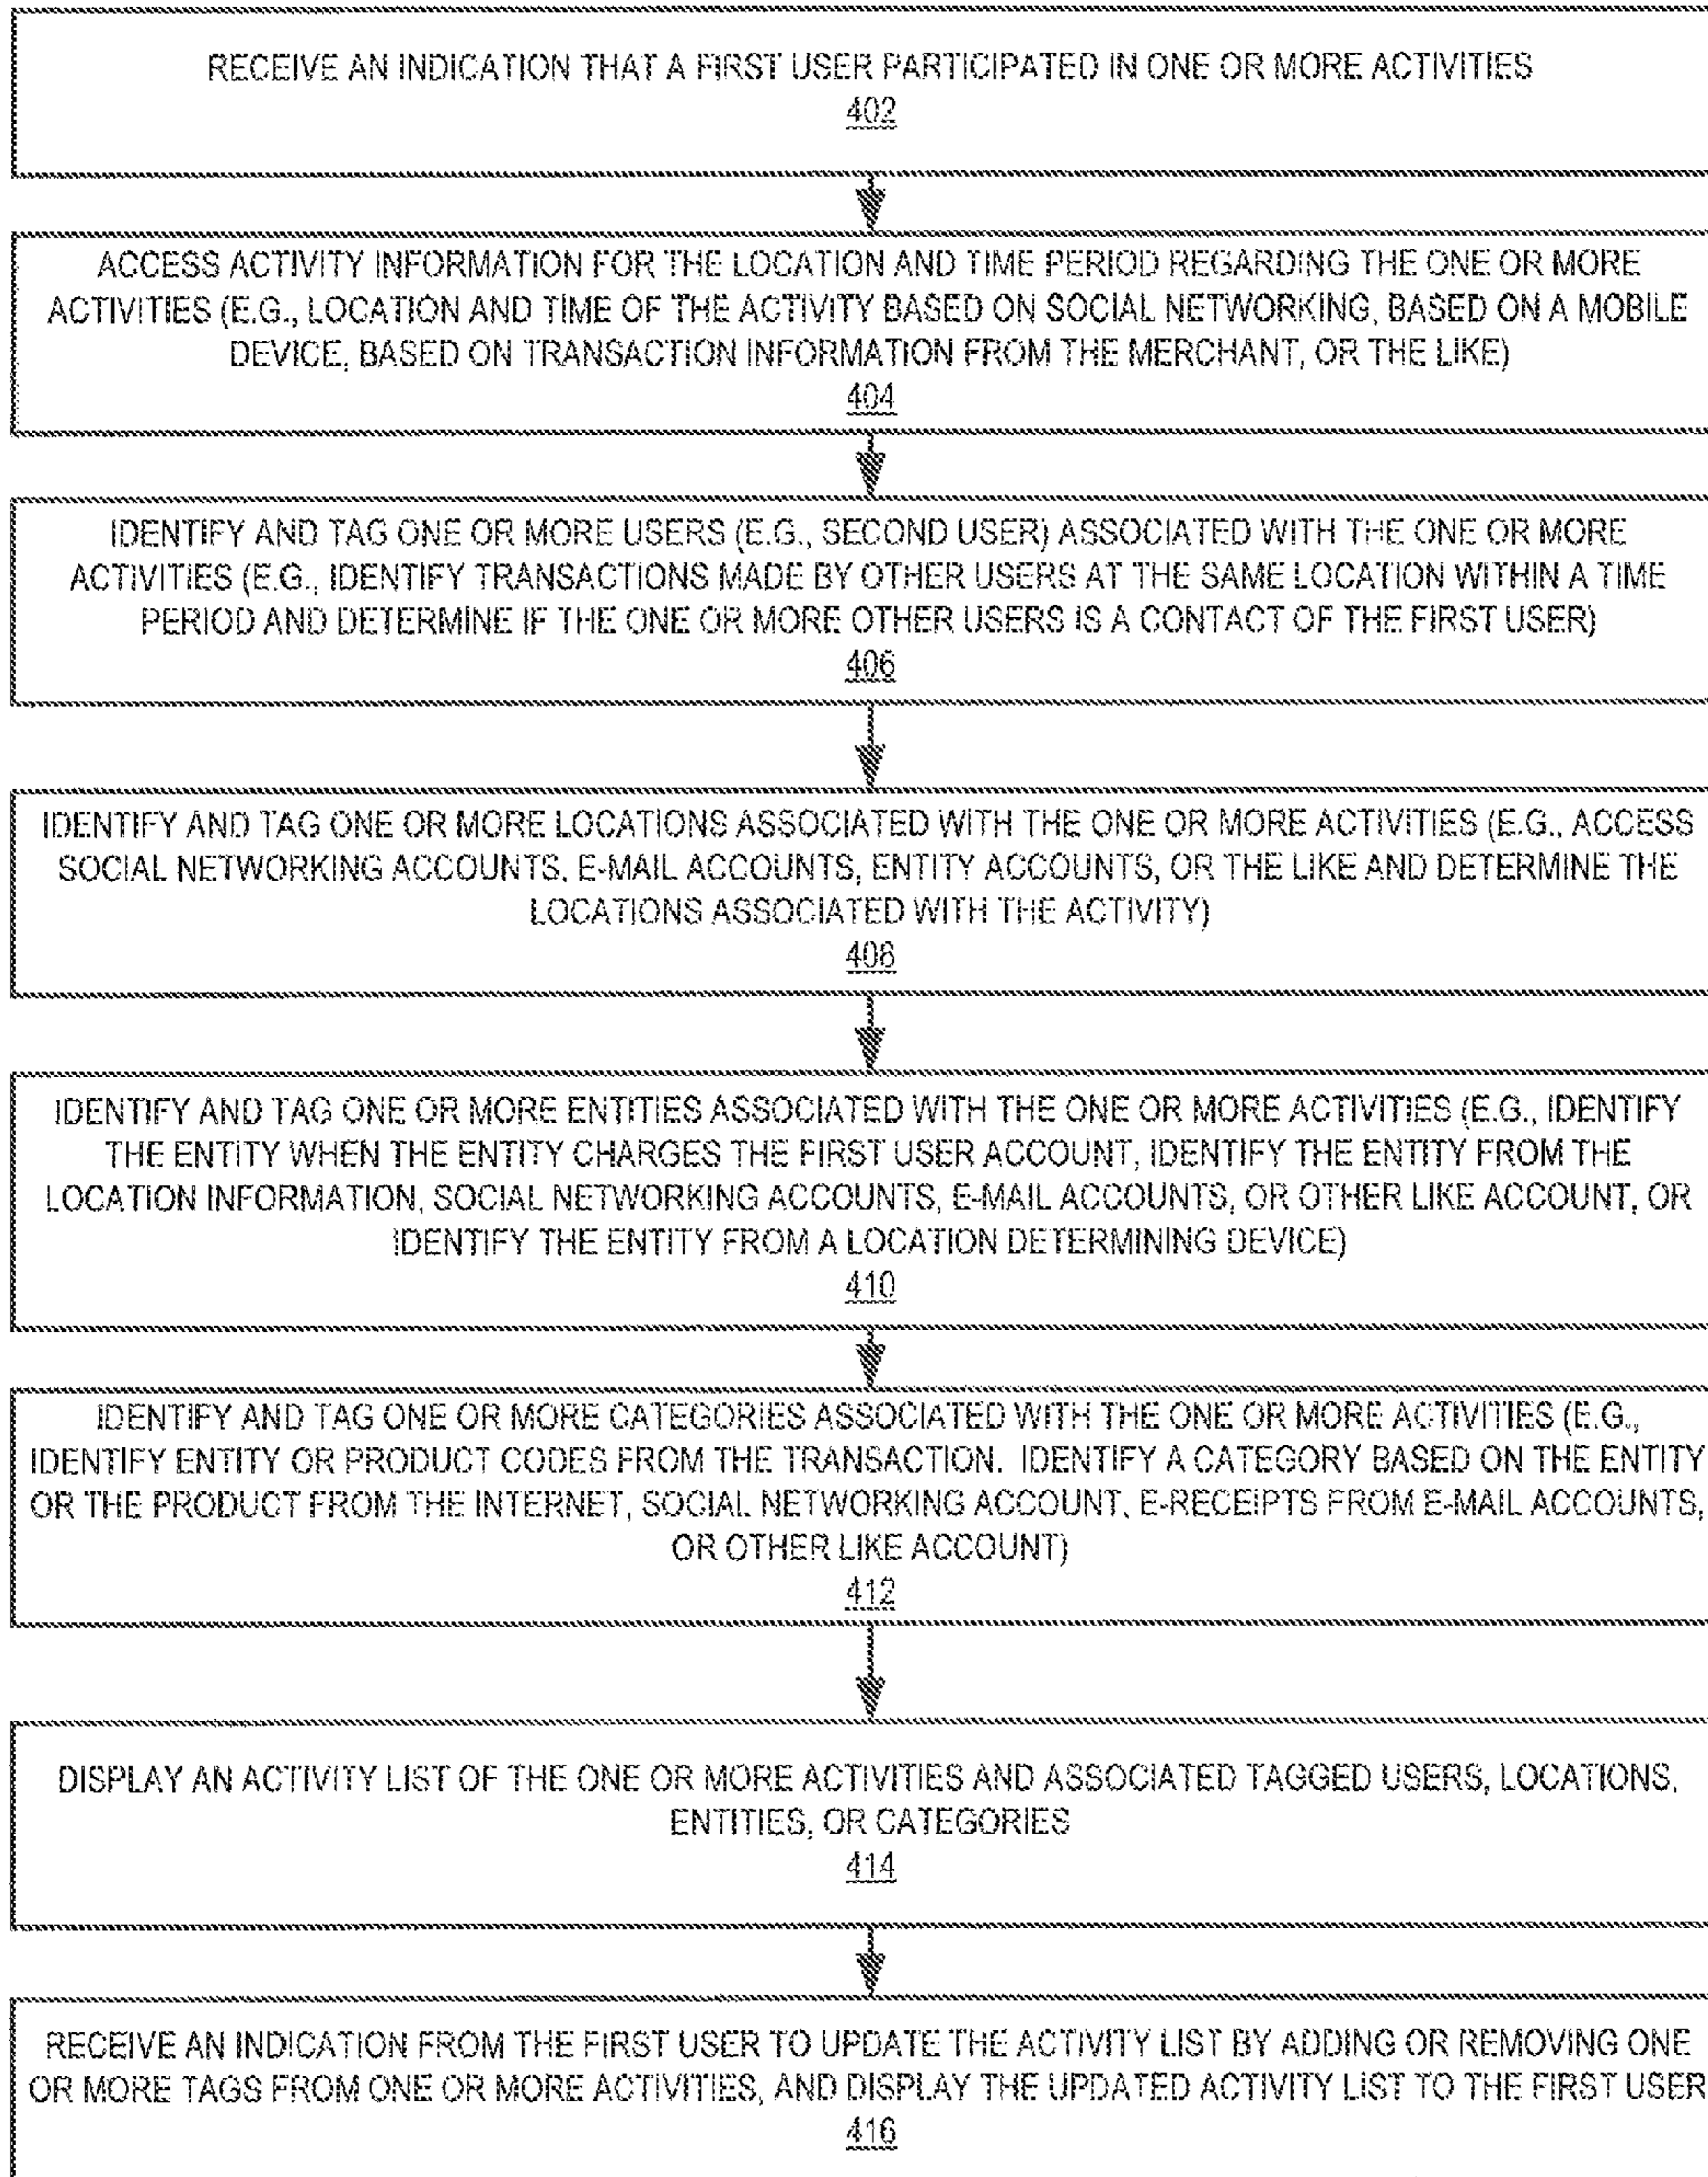 RECEIVE AN INDICATION THAT A FIRST USER PARTICIPATED IN ONE OR MORE ACTIVITIES
402
ACCESS ACTIVITY INFORMATION FOR THE LOCATION AND TIME PERIOD REGARDING THE ONE OR MORE
ACTIVITIES (E.G., LOCATION AND TIME OF THE ACTIVITY BASED ON SOCIAL NETWORKING, BASED ON A MOBILE
DEVICE, BASED ON TRANSACTION INFORMATION FROM THE MERCHANT, OR THE LIKE)
404
IDENTIFY AND TAG ONE OR MORE USERS (E.G., SECOND USER) ASSOCIATED WITH THE ONE OR MORE
ACTIVITIES (E.G., IDENTIFY TRANSACTIONS MADE BY OTHER USERS AT THE SAME LOCATION WITHIN A TIME
PERIOD AND DETERMINE IF THE ONE OR MORE OTHER USERS IS A CONTACT OF THE FIRST USER)
406
IDENTIFY AND TAG ONE OR MORE LOCATIONS ASSOCIATED WITH THE ONE OR MORE ACTIVITIES (E.G., ACCESS
SOCIAL NETWORKING ACCOUNTS, E-MAIL ACCOUNTS, ENTITY ACCOUNTS, OR THE LIKE AND DETERMINE THE
LOCATIONS ASSOCIATED WITH THE ACTIVITY)
408
IDENTIFY AND TAG ONE OR MORE ENTITIES ASSOCIATED WITH THE ONE OR MORE ACTIVITIES (E.G., IDENTIFY
THE ENTITY WHEN THE ENTITY CHARGES THE FIRST USER ACCOUNT, IDENTIFY THE ENTITY FROM THE
LOCATION INFORMATION, SOCIAL NETWORKING ACCOUNTS, E-MAIL ACCOUNTS, OR OTHER LIKE ACCOUNT, OR
IDENTIFY THE ENTITY FROM A LOCATION DETERMINING DEVICE)
410
IDENTIFY AND TAG ONE OR MORE CATEGORIES ASSOCIATED WITH THE ONE OR MORE ACTIVITIES (E.G.,
IDENTIFY ENTITY OR PRODUCT CODES FROM THE TRANSACTION. IDENTIFY A CATEGORY BASED ON THE ENTITY
OR THE PRODUCT FROM THE INTERNET, SOCIAL NETWORKING ACCOUNT, E-RECEIPTS FROM E-MAIL ACCOUNTS,
OR OTHER LIKE ACCOUNT)
412
DISPLAY AN ACTIVITY LIST OF THE ONE OR MORE ACTIVITIES AND ASSOCIATED TAGGED USERS, LOCATIONS,
ENTITIES, OR CATEGORIES
414
RECEIVE AN INDICATION FROM THE FIRST USER TO UPDATE THE ACTIVITY LIST BY ADDING OR REMOVING ONE
OR MORE TAGS FROM ONE OR MORE ACTIVITIES, AND DISPLAY THE UPDATED ACTIVITY LIST TO THE FIRST USER
416